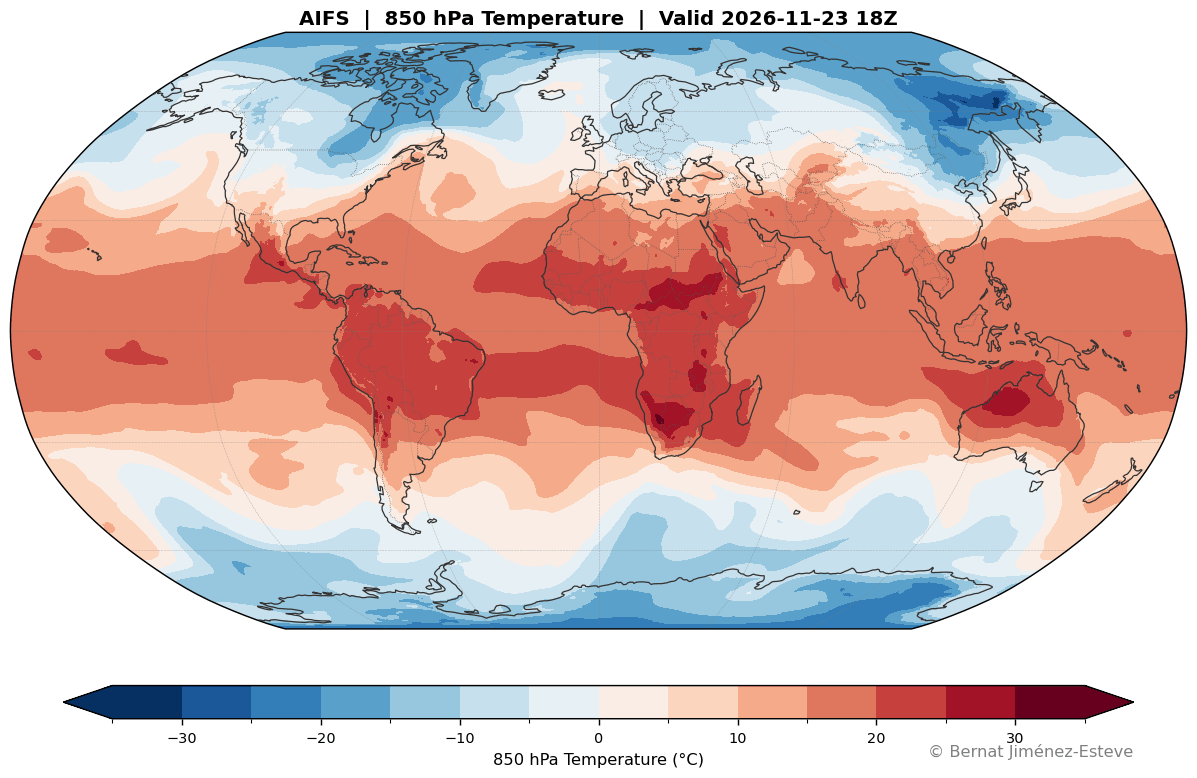 AIFS  |  850 hPa Temperature  |  Valid 2026-11-23 18Z
−30 −20 −10 0 10 20 30
850 hPa Temperature (°C)
© Bernat Jiménez-Esteve